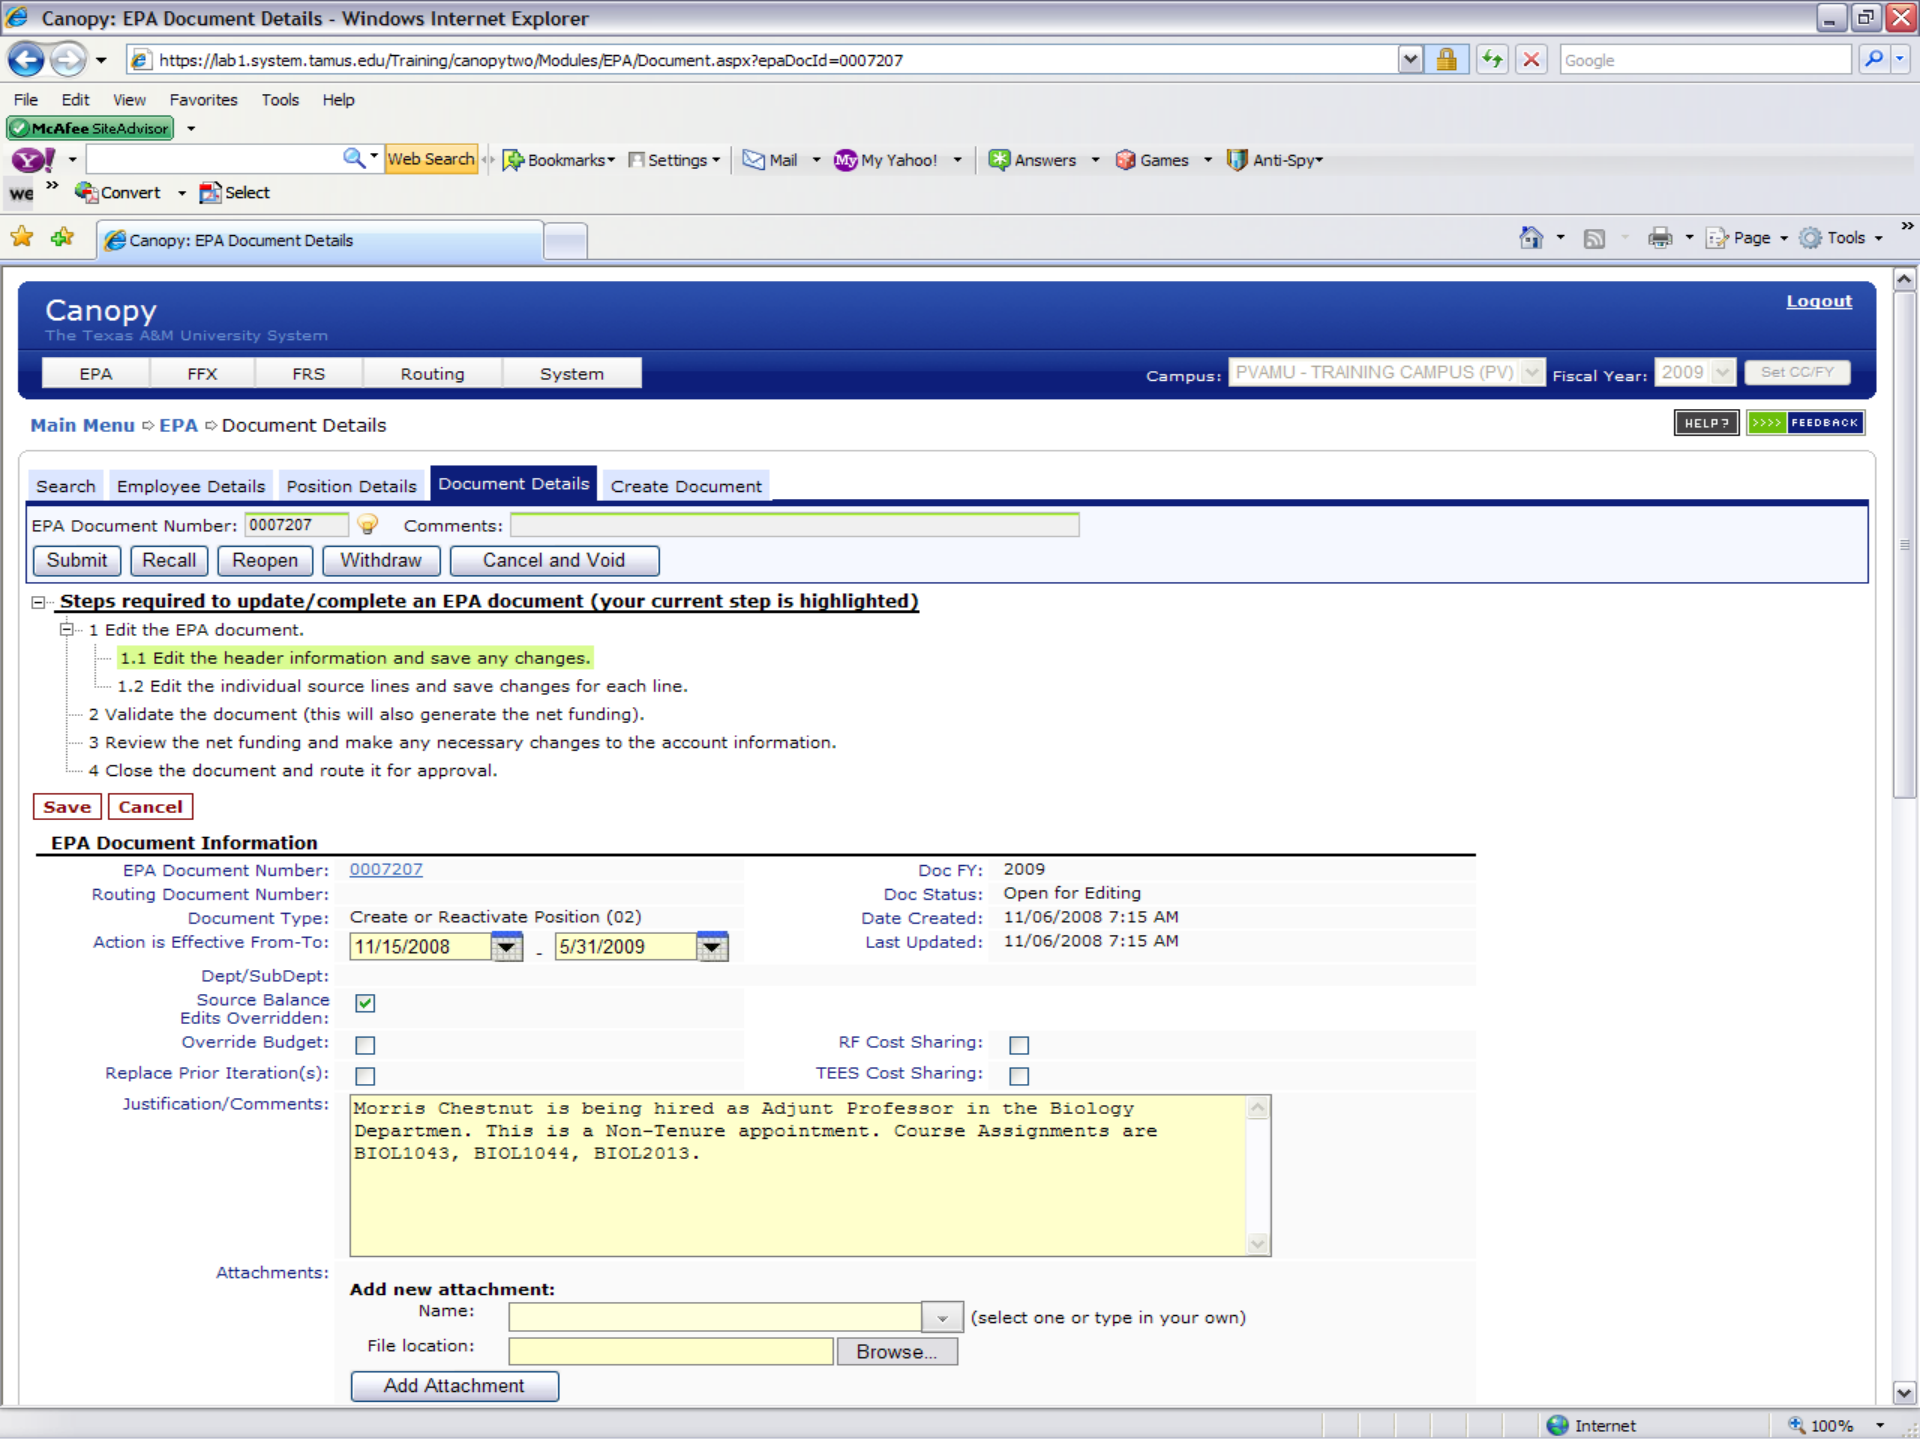 Canopy: EPA Document Details - Windows Internet Explorer
https://lab1.system.tamus.edu/Training/canopytwo/Modules/EPA/Document.aspx?epaDocId=0007207
Google
File Edit View Favorites Tools Help
McAfee SiteAdvisor
Y! Web Search Bookmarks Settings Mail My My Yahoo! Answers Games Anti-Spy
we » Convert Select
Canopy: EPA Document Details
Page Tools »
Canopy
Logout
The Texas A&M University System
EPA FFX FRS Routing System
Campus: PVAMU - TRAINING CAMPUS (PV) Fiscal Year: 2009 Set CC/FY
Main Menu ⇨ EPA ⇨ Document Details
HELP? >>>> FEEDBACK
Search Employee Details Position Details Document Details Create Document
EPA Document Number: 0007207 Comments:
Submit Recall Reopen Withdraw Cancel and Void
Steps required to update/complete an EPA document (your current step is highlighted)
1 Edit the EPA document.
1.1 Edit the header information and save any changes.
1.2 Edit the individual source lines and save changes for each line.
2 Validate the document (this will also generate the net funding).
3 Review the net funding and make any necessary changes to the account information.
4 Close the document and route it for approval.
Save Cancel
EPA Document Information
EPA Document Number: 0007207 Doc FY: 2009
Routing Document Number: Doc Status: Open for Editing
Document Type: Create or Reactivate Position (02) Date Created: 11/06/2008 7:15 AM
Action is Effective From-To: 11/15/2008 - 5/31/2009 Last Updated: 11/06/2008 7:15 AM
Dept/SubDept:
Source Balance
Edits Overridden:
Override Budget: RF Cost Sharing:
Replace Prior Iteration(s): TEES Cost Sharing:
Justification/Comments: Morris Chestnut is being hired as Adjunt Professor in the Biology
Departmen. This is a Non-Tenure appointment. Course Assignments are
BIOL1043, BIOL1044, BIOL2013.
Attachments:
Add new attachment:
Name: (select one or type in your own)
File location: Browse...
Add Attachment
Internet 100%